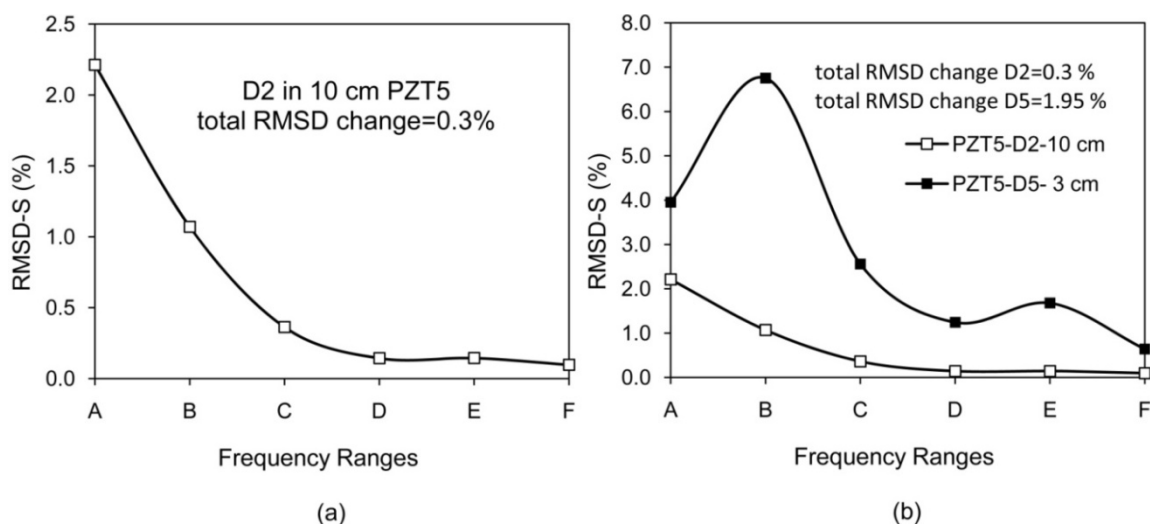 2.5
2.0
1.5
1.0
0.5
0.0
RMSD-S (%)
D2 in 10 cm PZT5
total RMSD change=0.3%
A B C D E F
Frequency Ranges
(a)
8.0
7.0
6.0
5.0
4.0
3.0
2.0
1.0
0.0
RMSD-S (%)
total RMSD change D2=0.3 %
total RMSD change D5=1.95 %
PZT5-D2-10 cm
PZT5-D5- 3 cm
A B C D E F
Frequency Ranges
(b)